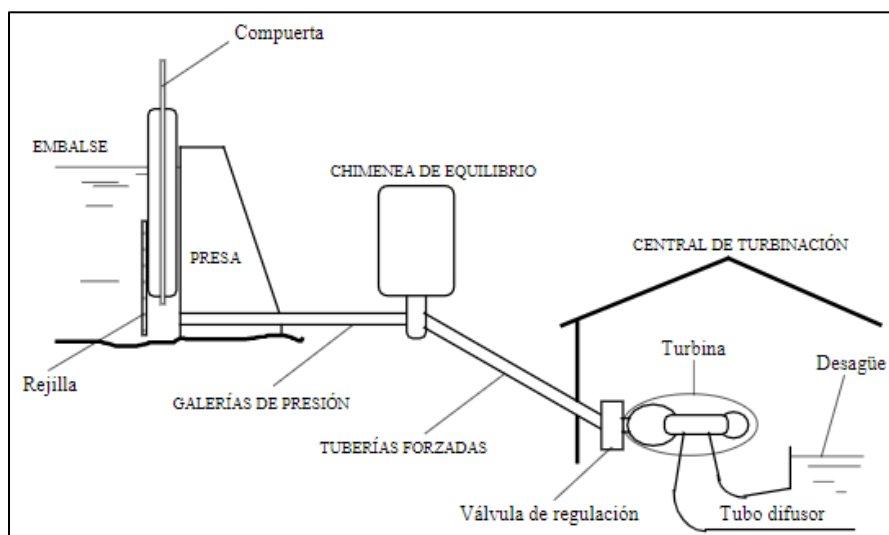 Compuerta
EMBALSE
CHIMENEA DE EQUILIBRIO
PRESA
CENTRAL DE TURBINACIÓN
Turbina
Desagüe
Rejilla
GALERÍAS DE PRESIÓN
TUBERÍAS FORZADAS
Válvula de regulación
Tubo difusor